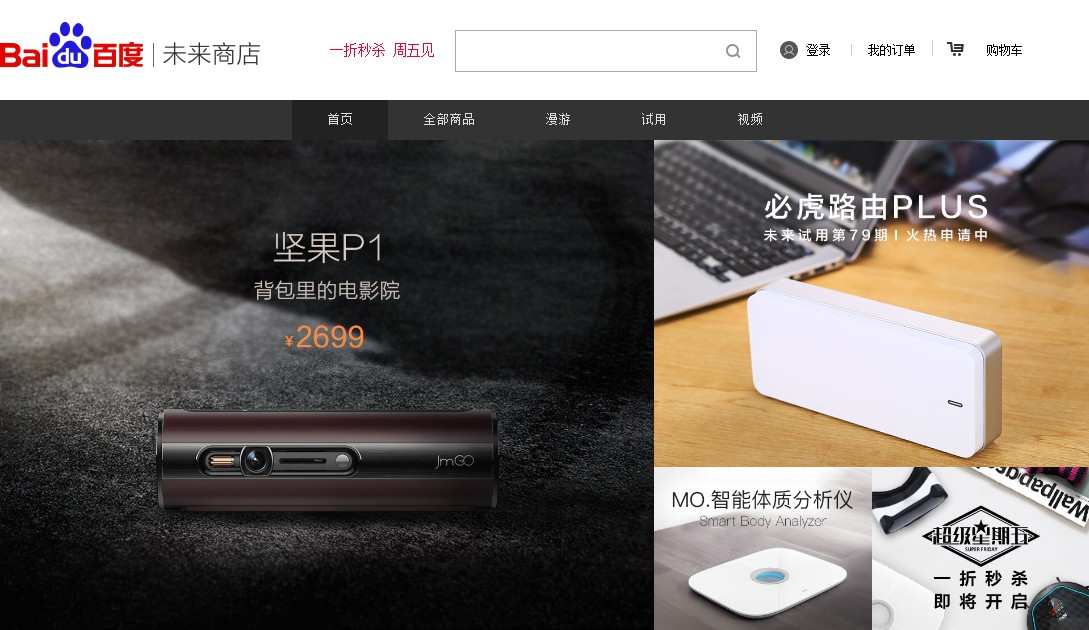 Bai du 百度 未来商店
一折秒杀 周五见
登录
我的订单
购物车
首页
全部商品
漫游
试用
视频
坚果P1
背包里的电影院
¥2699
JmGO
必虎路由PLUS
未来试用第79期 I 火热申请中
MO.智能体质分析仪
Smart Body Analyzer
Wallpaper
超级星期五
SUPER FRIDAY
一折秒杀
即将开启